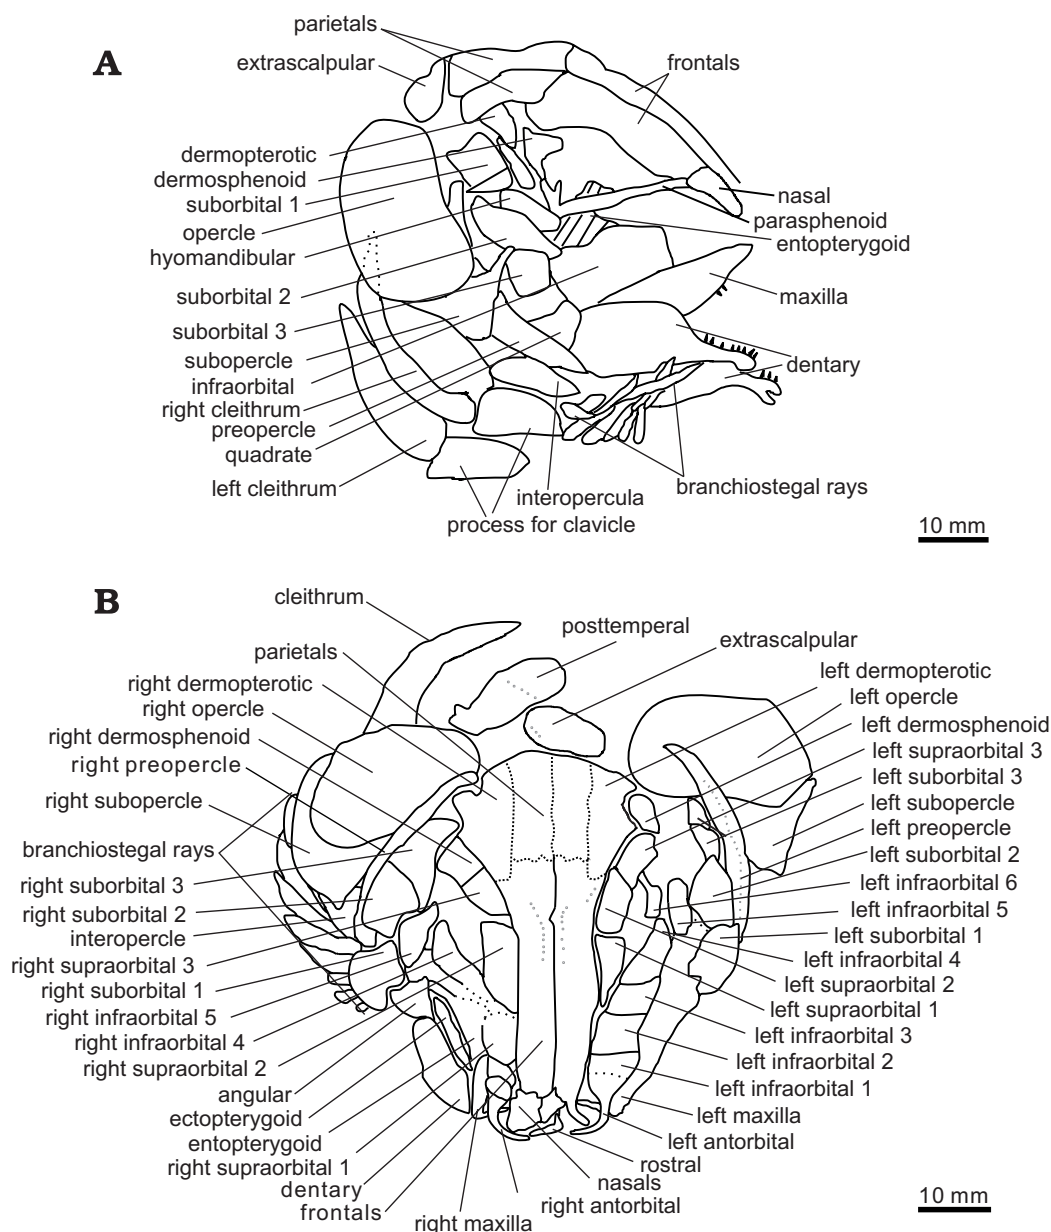 A
parietals
extrascalpular
frontals
dermopterotic
dermosphenoid
suborbital 1
opercle
hyomandibular
suborbital 2
suborbital 3
subopercle
infraorbital
right cleithrum
preopercle
quadrate
left cleithrum
nasal
parasphenoid
entopterygoid
maxilla
dentary
branchiostegal rays
interopercula
process for clavicle
10 mm
B
cleithrum
posttemperal
extrascalpular
parietals
right dermopterotic
right opercle
right dermosphenoid
right preopercle
right subopercle
branchiostegal rays
right suborbital 3
right suborbital 2
interopercle
right supraorbital 3
right suborbital 1
right infraorbital 5
right infraorbital 4
right supraorbital 2
angular
ectopterygoid
entopterygoid
right supraorbital 1
dentary
frontals
right maxilla
right antorbital
nasals
rostral
left antorbital
left maxilla
left infraorbital 1
left infraorbital 2
left infraorbital 3
left supraorbital 1
left supraorbital 2
left infraorbital 4
left suborbital 1
left infraorbital 5
left infraorbital 6
left suborbital 2
left preopercle
left subopercle
left suborbital 3
left supraorbital 3
left dermosphenoid
left opercle
left dermopterotic
10 mm